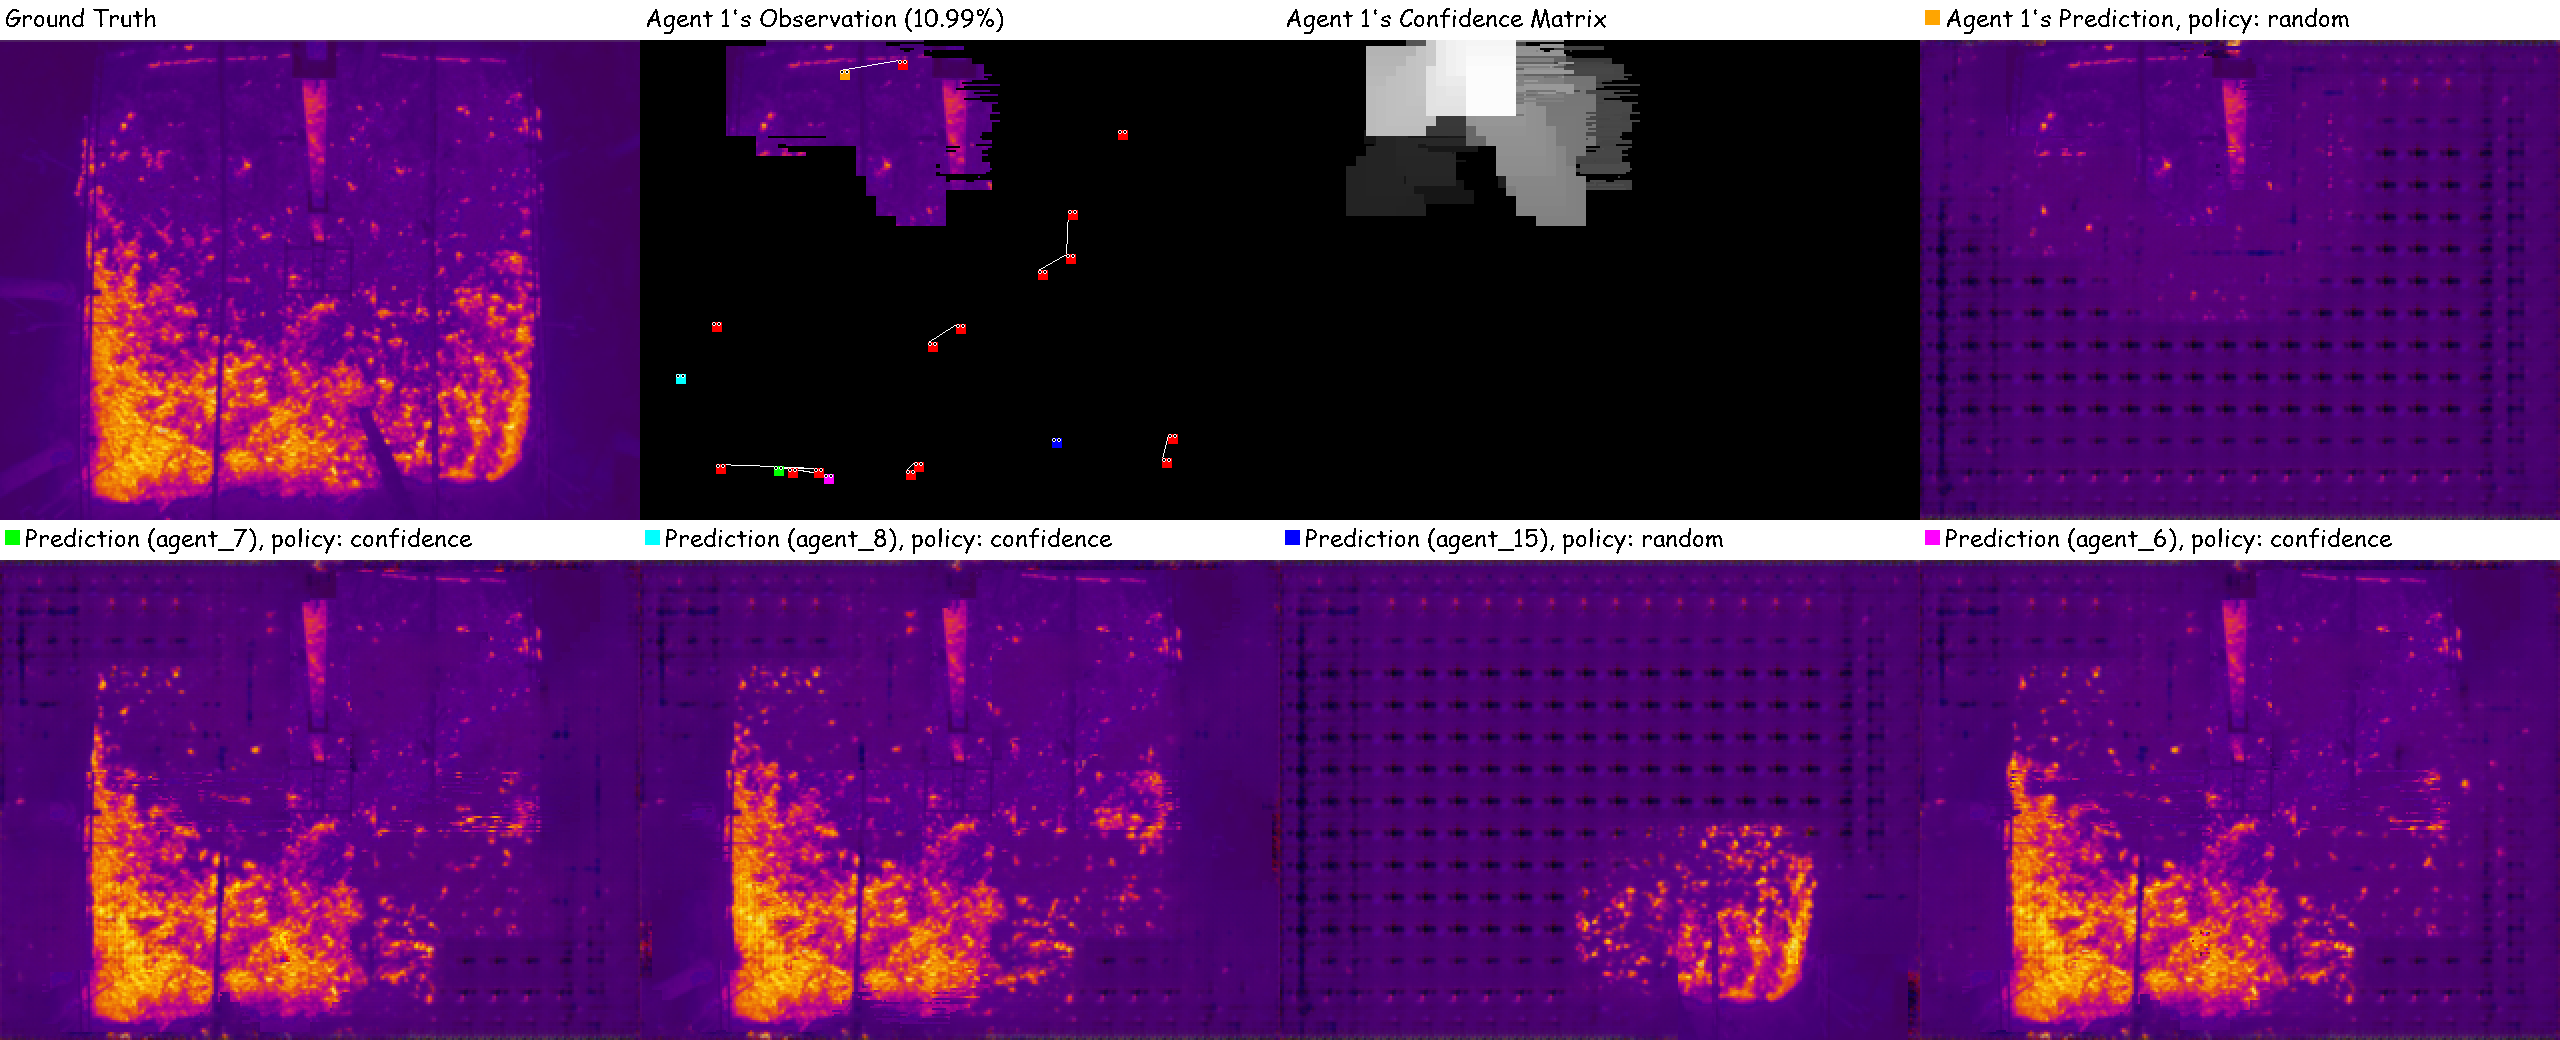 Ground Truth
Agent 1's Observation (10.99%)
Agent 1's Confidence Matrix
Agent 1's Prediction, policy: random
Prediction (agent_7), policy: confidence
Prediction (agent_8), policy: confidence
Prediction (agent_15), policy: random
Prediction (agent_6), policy: confidence